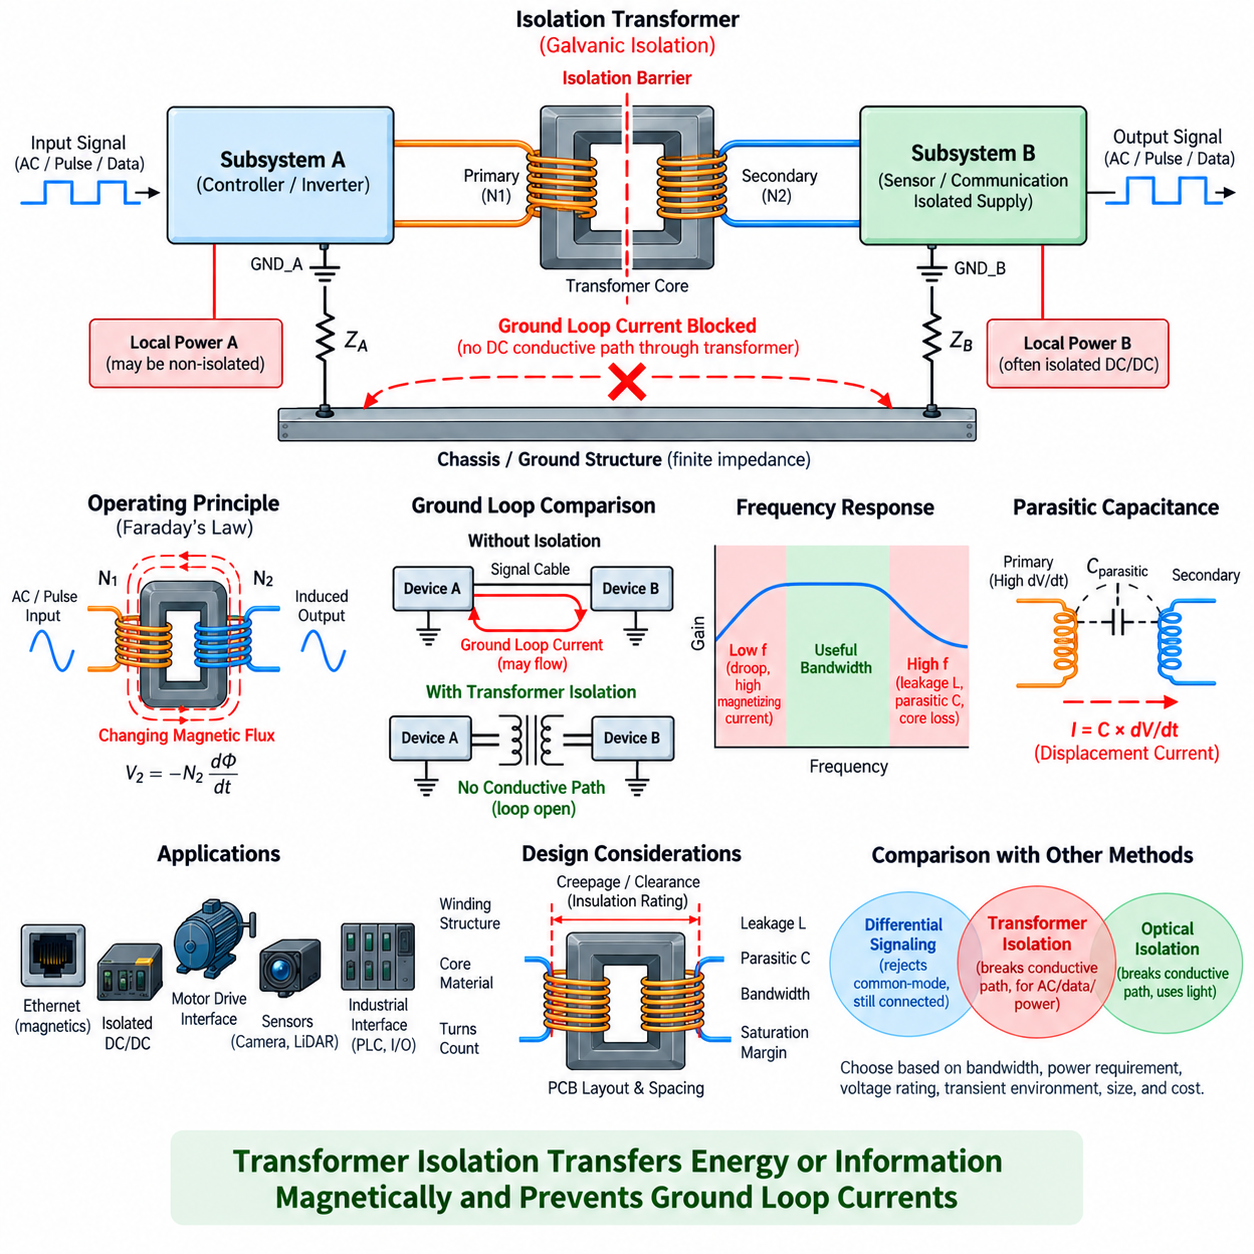 Isolation Transformer
(Galvanic Isolation)
Isolation Barrier
Input Signal
(AC / Pulse / Data)
Subsystem A
(Controller / Inverter)
Primary
(N1)
Secondary
(N2)
Subsystem B
(Sensor / Communication
Isolated Supply)
Output Signal
(AC / Pulse / Data)
GND_A
Transfomer Core
GND_B
Local Power A
(may be non-isolated)
Z_A
Ground Loop Current Blocked
(no DC conductive path through transformer)
Z_B
Local Power B
(often isolated DC/DC)
Chassis / Ground Structure (finite impedance)
Operating Principle
(Faraday's Law)
N₁
N₂
AC / Pulse
Input
Induced
Output
Changing Magnetic Flux
V₂ = −N₂ dΦ/dt
Ground Loop Comparison
Without Isolation
Device A
Signal Cable
Device B
Ground Loop Current
(may flow)
With Transformer Isolation
Device A
Device B
No Conductive Path
(loop open)
Frequency Response
Gain
Low f
(droop,
high
magnetizing
current)
Useful
Bandwidth
High f
(leakage L,
parasitic C,
core loss)
Frequency
Parasitic Capacitance
Primary
(High dV/dt)
C_parasitic
Secondary
I = C × dV/dt
(Displacement Current)
Applications
Ethernet
(magnetics)
Isolated
DC/DC
Motor Drive
Interface
Sensors
(Camera, LiDAR)
Industrial
Interface
(PLC, I/O)
Design Considerations
Creepage / Clearance
(Insulation Rating)
Winding
Structure
Core
Material
Turns
Count
Leakage L
Parasitic C
Bandwidth
Saturation
Margin
PCB Layout & Spacing
Comparison with Other Methods
Differential
Signaling
(rejects
common-mode,
still connected)
Transformer
Isolation
(breaks conductive
path, for AC/data/
power)
Optical
Isolation
(breaks conductive
path, uses light)
Choose based on bandwidth, power requirement,
voltage rating, transient environment, size, and cost.
Transformer Isolation Transfers Energy or Information
Magnetically and Prevents Ground Loop Currents